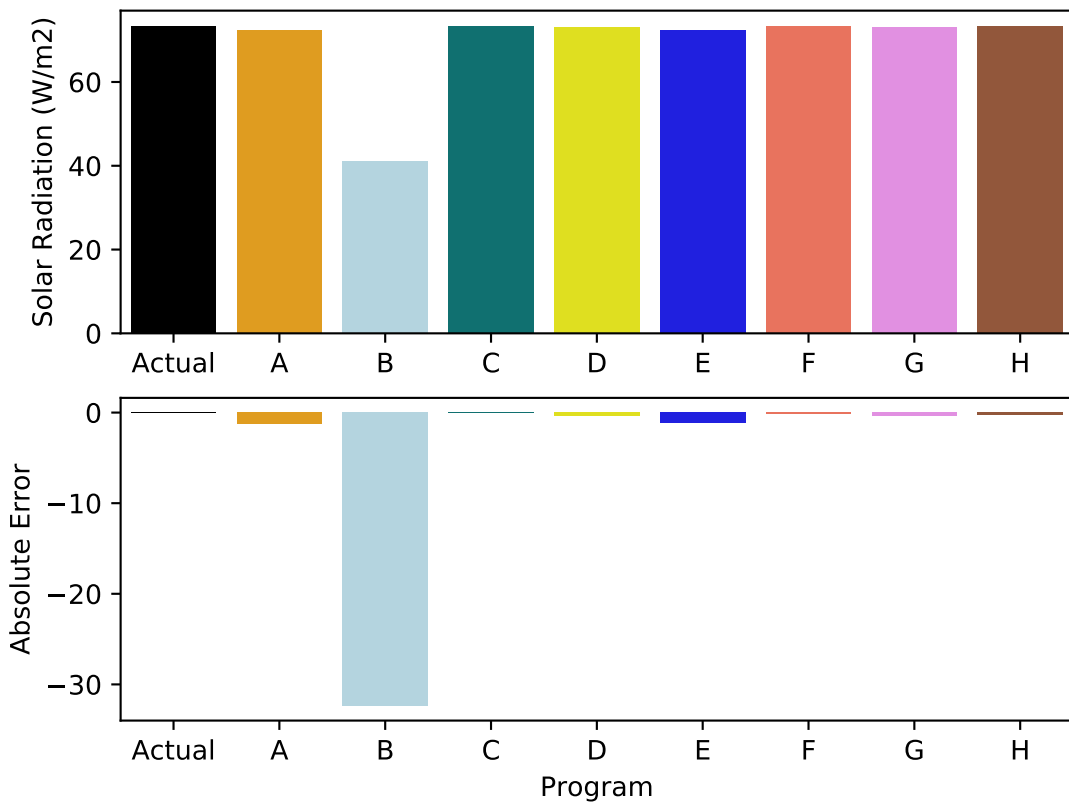 Solar Radiation (W/m2)
60
40
20
0
Actual A B C D E F G H
Absolute Error
0
−10
−20
−30
Actual A B C D E F G H
Program